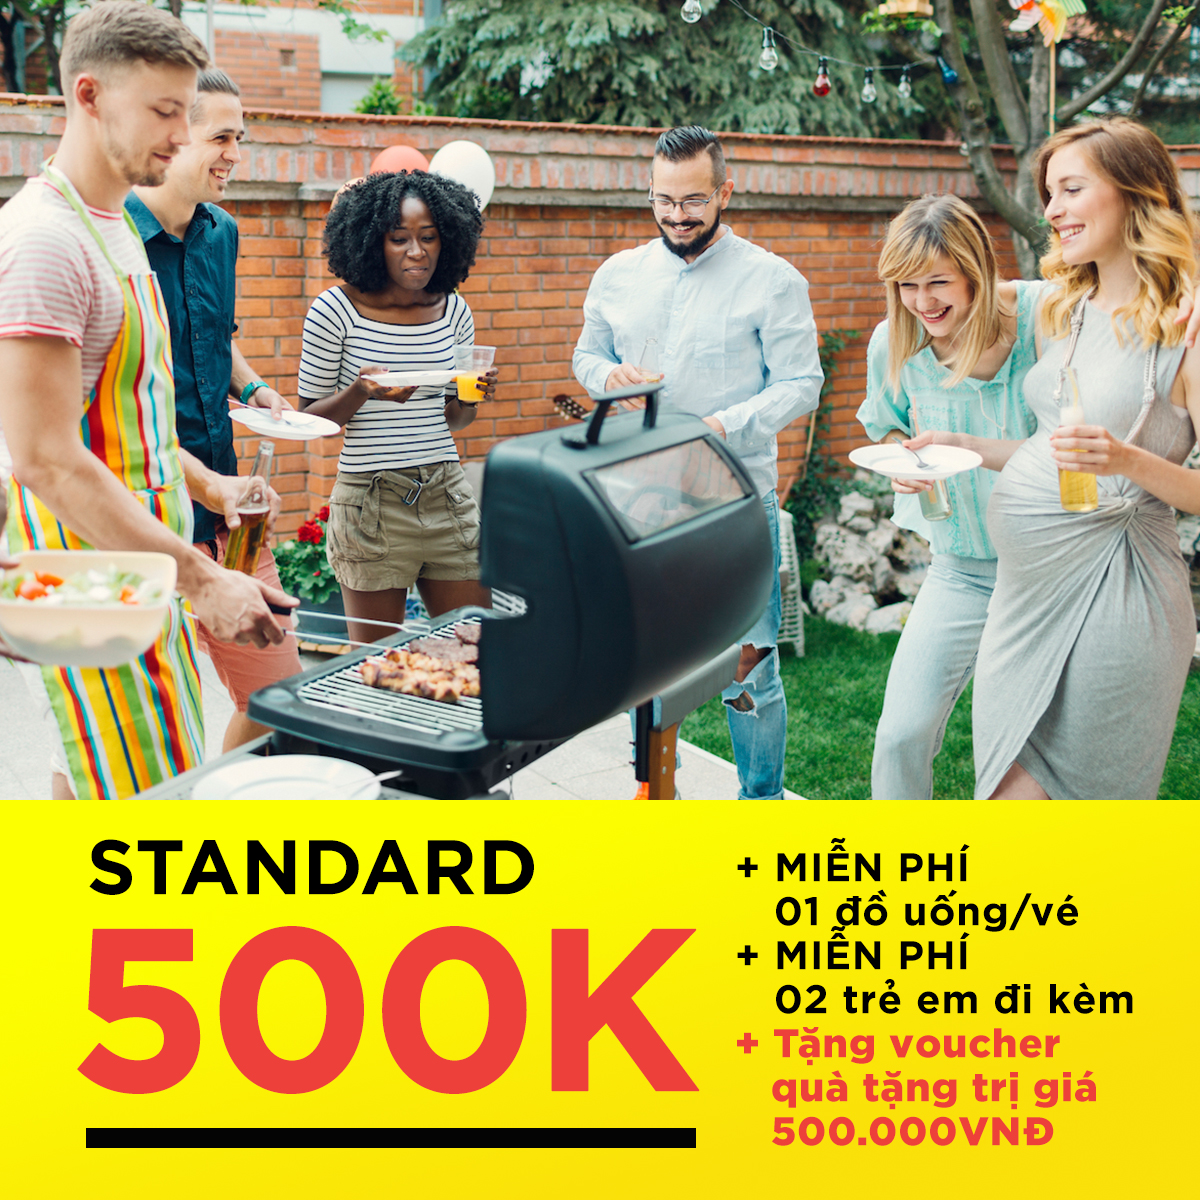 STANDARD
500K
+ MIỄN PHÍ
01 đồ uống/vé
+ MIỄN PHÍ
02 trẻ em đi kèm
+ Tặng voucher
quà tặng trị giá
500.000VNĐ